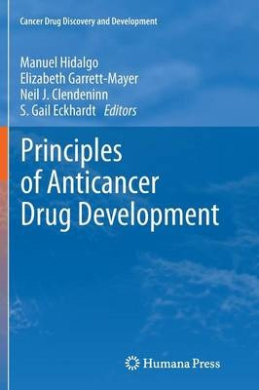 Cancer Drug Discovery and Development
Manuel Hidalgo
Elizabeth Garrett-Mayer
Neil J. Clendeninn
S. Gail Eckhardt Editors
Principles
of Anticancer
Drug Development
Humana Press